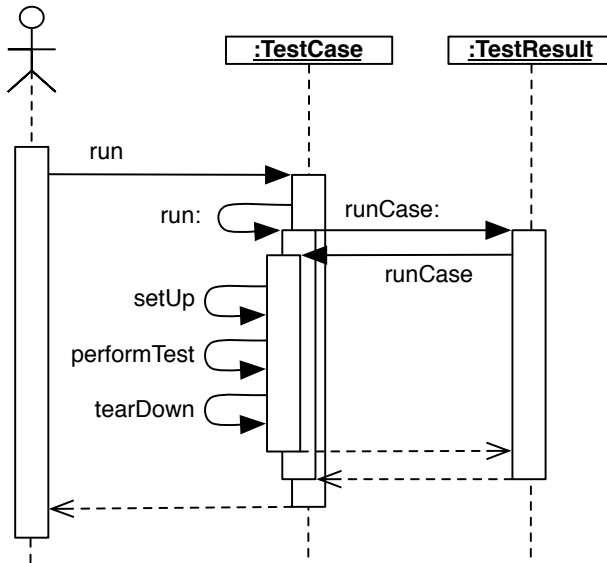 :TestCase
:TestResult
run
run:
runCase:
runCase
setUp
performTest
tearDown